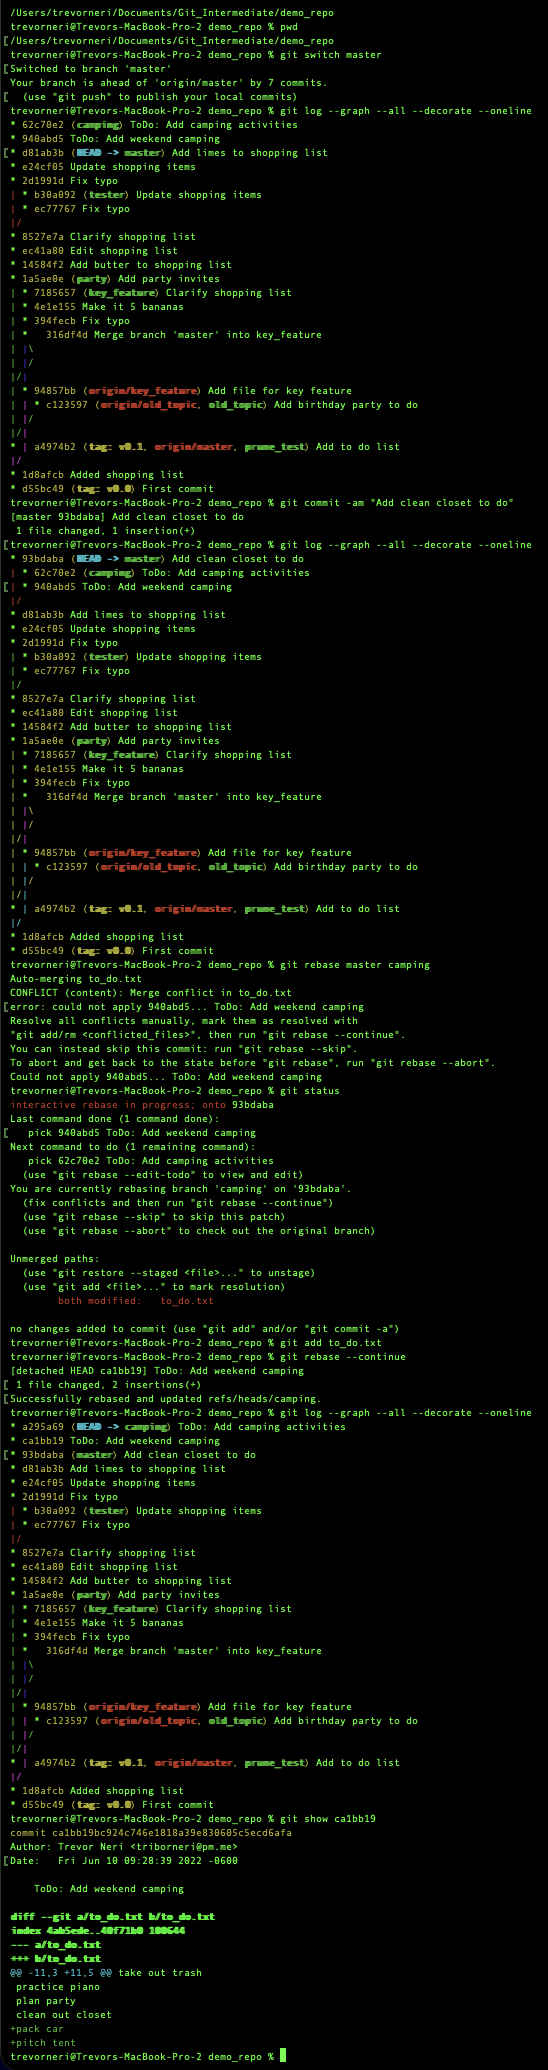 /Users/trevorneri/Documents/Git_Intermediate/demo_repo
trevorneri@Trevors-MacBook-Pro-2 demo_repo % pwd
[/Users/trevorneri/Documents/Git_Intermediate/demo_repo
trevorneri@Trevors-MacBook-Pro-2 demo_repo % git switch master
[Switched to branch 'master'
Your branch is ahead of 'origin/master' by 7 commits.
[  (use "git push" to publish your local commits)
trevorneri@Trevors-MacBook-Pro-2 demo_repo % git log --graph --all --decorate --oneline
* 62c70e2 (camping) ToDo: Add camping activities
* 940abd5 ToDo: Add weekend camping
[* d81ab3b (HEAD -> master) Add limes to shopping list
* e24cf05 Update shopping items
* 2d1991d Fix typo
| * b30a092 (tester) Update shopping items
| * ec77767 Fix typo
|/
* 8527e7a Clarify shopping list
* ec41a80 Edit shopping list
* 14584f2 Add butter to shopping list
* 1a5ae0e (party) Add party invites
| * 7185657 (key_feature) Clarify shopping list
| * 4e1e155 Make it 5 bananas
| * 394fecb Fix typo
| *   316df4d Merge branch 'master' into key_feature
| |\
| |/
|/|
| * 94857bb (origin/key_feature) Add file for key feature
| | * c123597 (origin/old_topic, old_topic) Add birthday party to do
| |/
|/|
* | a4974b2 (tag: v0.1, origin/master, prune_test) Add to do list
|/
* 1d8afcb Added shopping list
* d55bc49 (tag: v0.0) First commit
trevorneri@Trevors-MacBook-Pro-2 demo_repo % git commit -am "Add clean closet to do"
[master 93bdaba] Add clean closet to do
 1 file changed, 1 insertion(+)
[trevorneri@Trevors-MacBook-Pro-2 demo_repo % git log --graph --all --decorate --oneline
* 93bdaba (HEAD -> master) Add clean closet to do
| * 62c70e2 (camping) ToDo: Add camping activities
[| * 940abd5 ToDo: Add weekend camping
|/
* d81ab3b Add limes to shopping list
* e24cf05 Update shopping items
* 2d1991d Fix typo
| * b30a092 (tester) Update shopping items
| * ec77767 Fix typo
|/
* 8527e7a Clarify shopping list
* ec41a80 Edit shopping list
* 14584f2 Add butter to shopping list
* 1a5ae0e (party) Add party invites
| * 7185657 (key_feature) Clarify shopping list
| * 4e1e155 Make it 5 bananas
| * 394fecb Fix typo
| *   316df4d Merge branch 'master' into key_feature
| |\
| |/
|/|
| * 94857bb (origin/key_feature) Add file for key feature
| | * c123597 (origin/old_topic, old_topic) Add birthday party to do
| |/
|/|
* | a4974b2 (tag: v0.1, origin/master, prune_test) Add to do list
|/
* 1d8afcb Added shopping list
* d55bc49 (tag: v0.0) First commit
trevorneri@Trevors-MacBook-Pro-2 demo_repo % git rebase master camping
Auto-merging to_do.txt
CONFLICT (content): Merge conflict in to_do.txt
[error: could not apply 940abd5... ToDo: Add weekend camping
Resolve all conflicts manually, mark them as resolved with
"git add/rm <conflicted_files>", then run "git rebase --continue".
You can instead skip this commit: run "git rebase --skip".
To abort and get back to the state before "git rebase", run "git rebase --abort".
Could not apply 940abd5... ToDo: Add weekend camping
trevorneri@Trevors-MacBook-Pro-2 demo_repo % git status
interactive rebase in progress; onto 93bdaba
Last command done (1 command done):
[   pick 940abd5 ToDo: Add weekend camping
Next command to do (1 remaining command):
   pick 62c70e2 ToDo: Add camping activities
  (use "git rebase --edit-todo" to view and edit)
You are currently rebasing branch 'camping' on '93bdaba'.
  (fix conflicts and then run "git rebase --continue")
  (use "git rebase --skip" to skip this patch)
  (use "git rebase --abort" to check out the original branch)

Unmerged paths:
  (use "git restore --staged <file>..." to unstage)
  (use "git add <file>..." to mark resolution)
        both modified:   to_do.txt

no changes added to commit (use "git add" and/or "git commit -a")
trevorneri@Trevors-MacBook-Pro-2 demo_repo % git add to_do.txt
trevorneri@Trevors-MacBook-Pro-2 demo_repo % git rebase --continue
[detached HEAD ca1bb19] ToDo: Add weekend camping
[ 1 file changed, 2 insertions(+)
[Successfully rebased and updated refs/heads/camping.
trevorneri@Trevors-MacBook-Pro-2 demo_repo % git log --graph --all --decorate --oneline
* a295a69 (HEAD -> camping) ToDo: Add camping activities
* ca1bb19 ToDo: Add weekend camping
[* 93bdaba (master) Add clean closet to do
* d81ab3b Add limes to shopping list
* e24cf05 Update shopping items
* 2d1991d Fix typo
| * b30a092 (tester) Update shopping items
| * ec77767 Fix typo
|/
* 8527e7a Clarify shopping list
* ec41a80 Edit shopping list
* 14584f2 Add butter to shopping list
* 1a5ae0e (party) Add party invites
| * 7185657 (key_feature) Clarify shopping list
| * 4e1e155 Make it 5 bananas
| * 394fecb Fix typo
| *   316df4d Merge branch 'master' into key_feature
| |\
| |/
|/|
| * 94857bb (origin/key_feature) Add file for key feature
| | * c123597 (origin/old_topic, old_topic) Add birthday party to do
| |/
|/|
* | a4974b2 (tag: v0.1, origin/master, prune_test) Add to do list
|/
* 1d8afcb Added shopping list
* d55bc49 (tag: v0.0) First commit
trevorneri@Trevors-MacBook-Pro-2 demo_repo % git show ca1bb19
commit ca1bb19bc924c746e1818a39e830605c5ecd6afa
Author: Trevor Neri <triborneri@pm.me>
[Date:   Fri Jun 10 09:28:39 2022 -0600

    ToDo: Add weekend camping

diff --git a/to_do.txt b/to_do.txt
index 4ab5ede..40f71b0 100644
--- a/to_do.txt
+++ b/to_do.txt
@@ -11,3 +11,5 @@ take out trash
 practice piano
 plan party
 clean out closet
+pack car
+pitch tent
trevorneri@Trevors-MacBook-Pro-2 demo_repo %